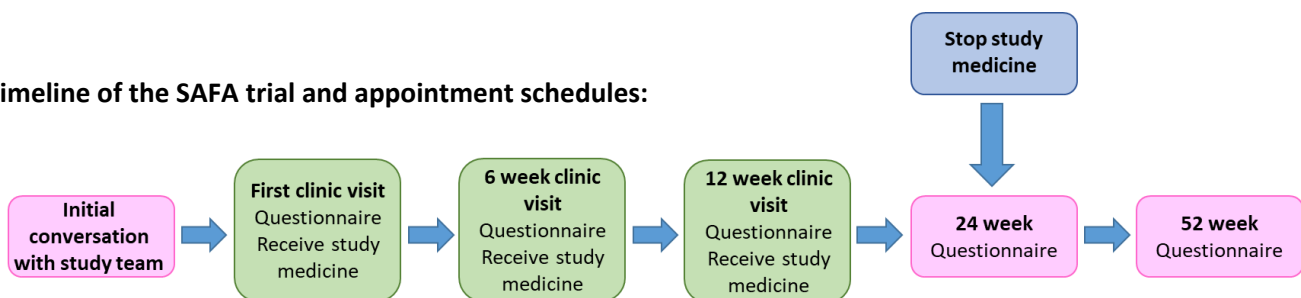 Stop study
medicine
imeline of the SAFA trial and appointment schedules:
Initial
conversation
with study team
First clinic visit
Questionnaire
Receive study
medicine
6 week clinic
visit
Questionnaire
Receive study
medicine
12 week clinic
visit
Questionnaire
Receive study
medicine
24 week
Questionnaire
52 week
Questionnaire